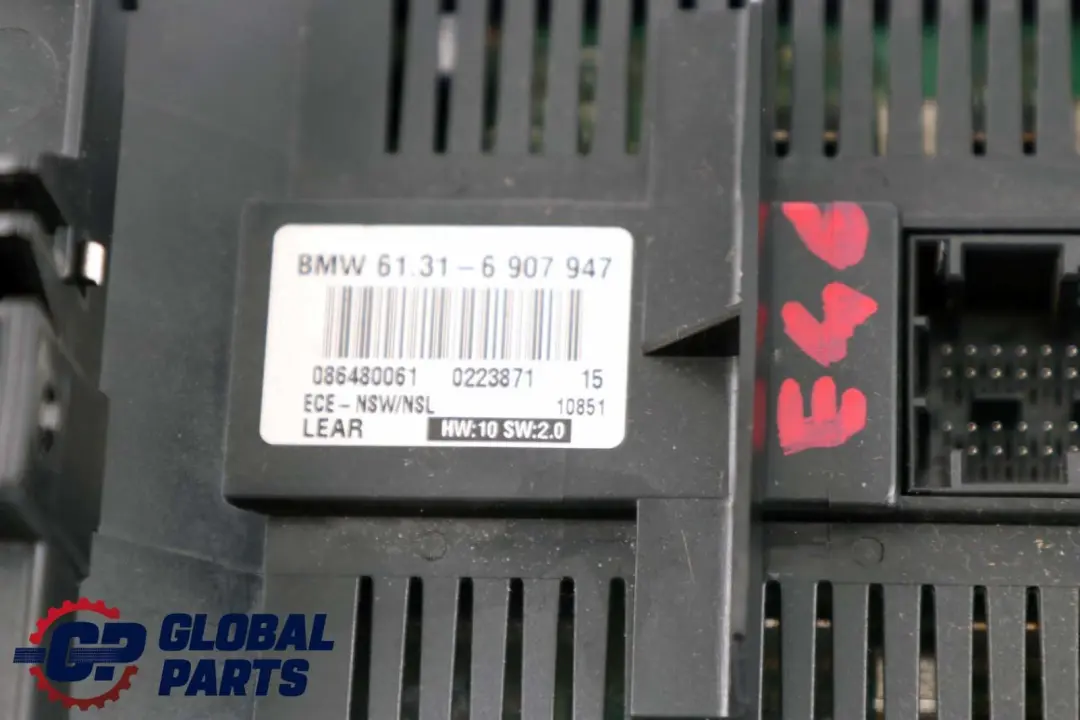 BMW 61.31-6 907 947
086480061 0223871 15
ECE-NSW/NSL 10851
LEAR HW:10 SW:2.0
E46
GP GLOBAL
PARTS